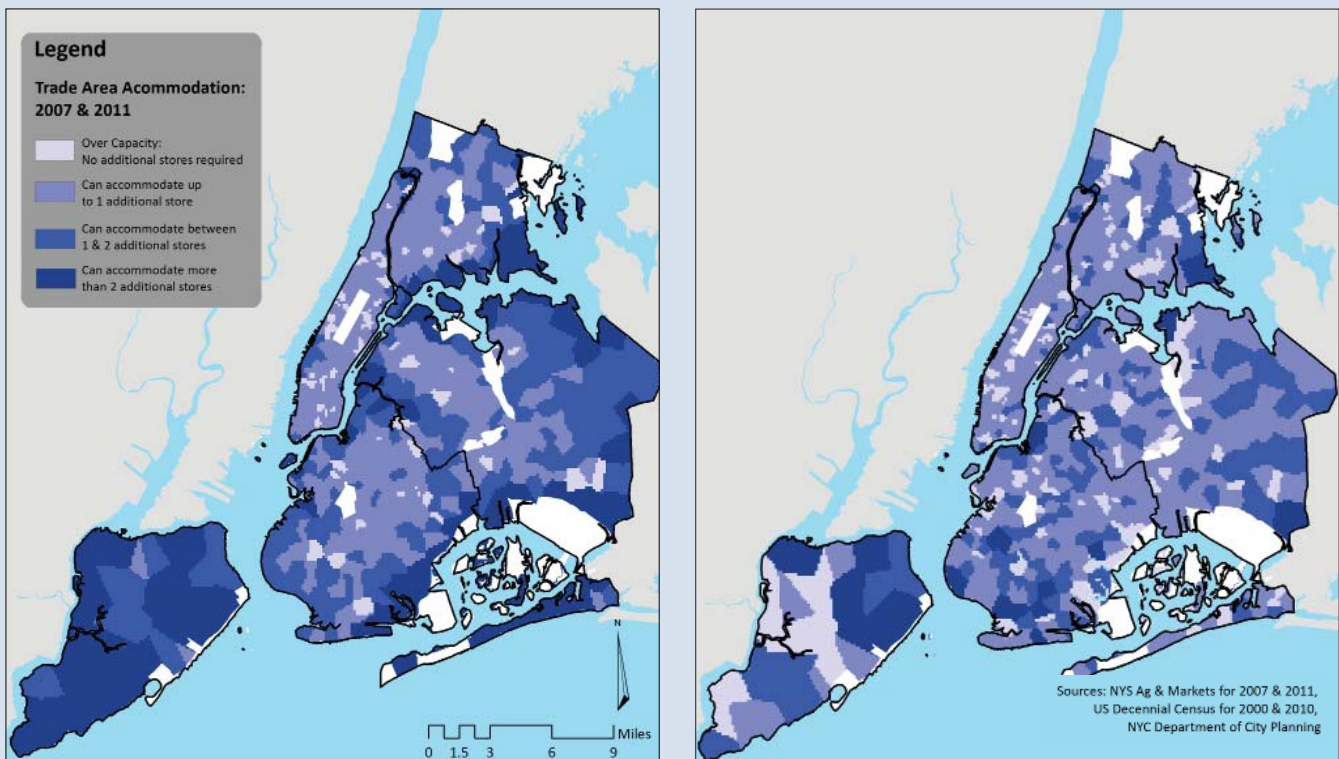 Legend
Trade Area Acommodation:
2007 & 2011
Over Capacity:
No additional stores required
Can accommodate up
to 1 additional store
Can accommodate between
1 & 2 additional stores
Can accommodate more
than 2 additional stores
N
Miles
0 1.5 3 6 9
Sources: NYS Ag & Markets for 2007 & 2011,
US Decennial Census for 2000 & 2010,
NYC Department of City Planning